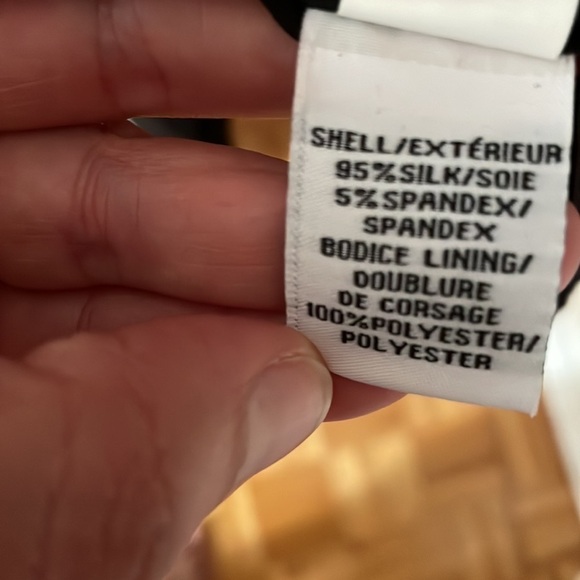 SHELL/EXTÉRIEUR
95%SILK/SOIE
5%SPANDEX/
SPANDEX
BODICE LINING/
DOUBLURE
DE CORSAGE
100%POLYESTER/
POLYESTER